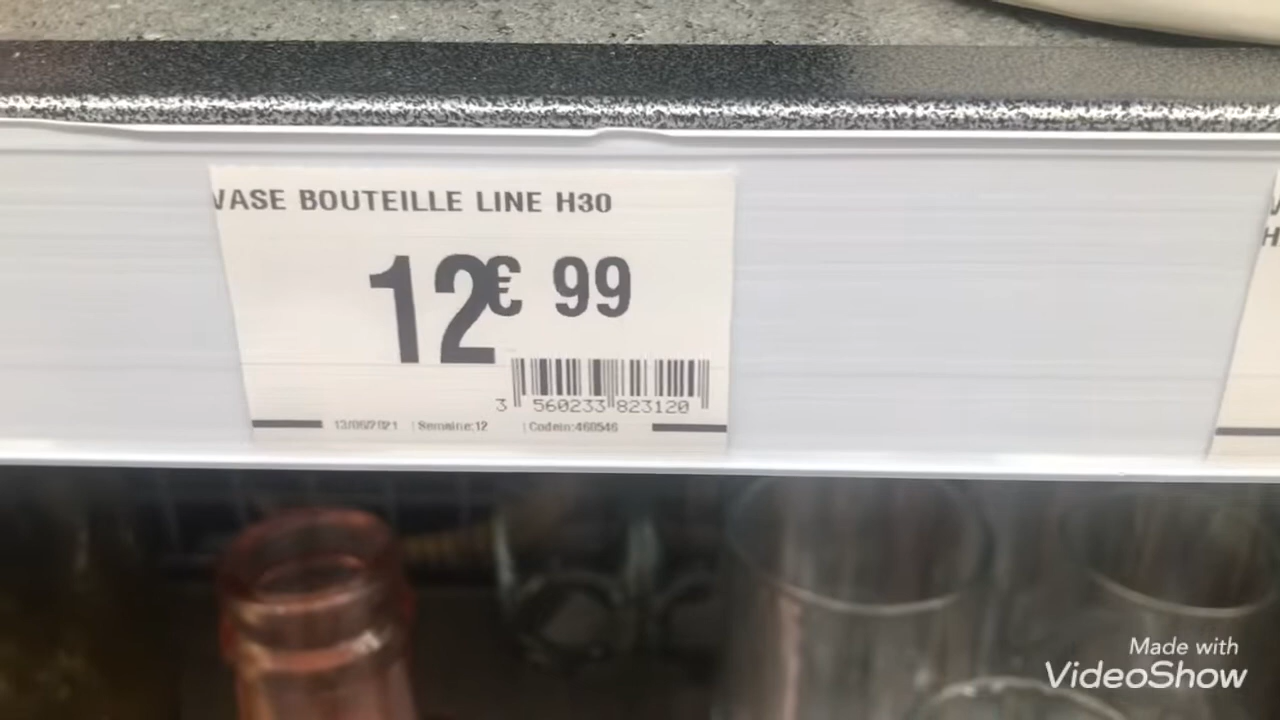 VASE BOUTEILLE LINE H30
12€ 99
3 560233 823120
Semaine:12 Codein:460546
Made with
VideoShow